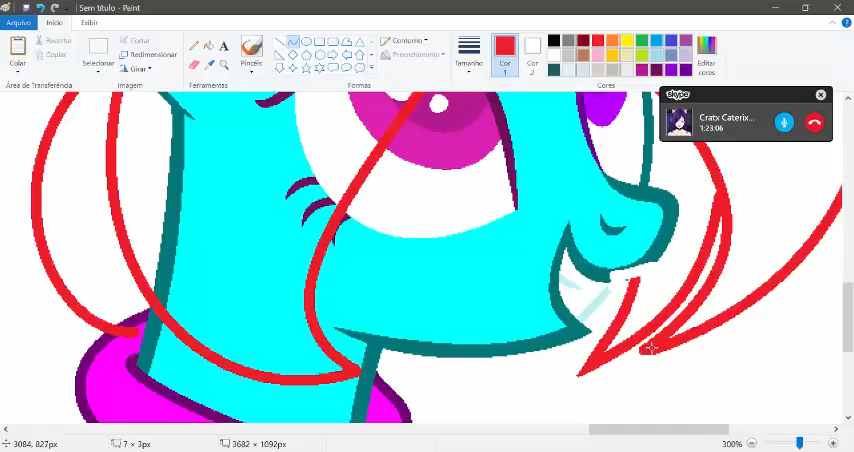 Sem título - Paint
Arquivo Início Exibir
Colar
Recortar
Copiar
Área de Transferência
Selecionar
Cortar
Redimensionar
Girar
Imagem
A
Ferramentas
Pincéis
Contorno
Preenchimento
Formas
Tamanho
Cor
1
Cor
2
Editar
cores
Cores
skype
Cratx Caterix...
1:23:06
3084, 827px
7 × 3px
3682 × 1092px
300%